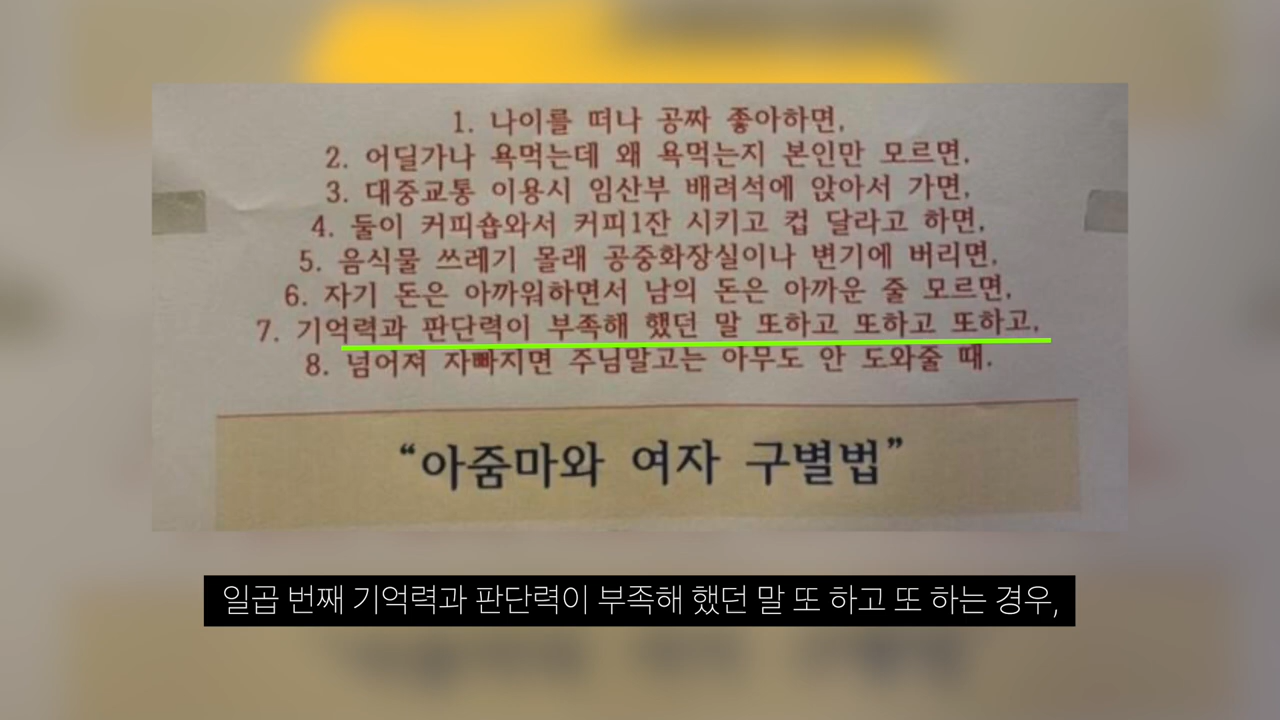 1. 나이를 떠나 공짜 좋아하면,
2. 어딜가나 욕먹는데 왜 욕먹는지 본인만 모르면,
3. 대중교통 이용시 임산부 배려석에 앉아서 가면,
4. 둘이 커피숍와서 커피1잔 시키고 컵 달라고 하면,
5. 음식물 쓰레기 몰래 공중화장실이나 변기에 버리면,
6. 자기 돈은 아까워하면서 남의 돈은 아까운 줄 모르면,
7. 기억력과 판단력이 부족해 했던 말 또하고 또하고 또하고,
8. 넘어져 자빠지면 주님말고는 아무도 안 도와줄 때.
“아줌마와 여자 구별법”
일곱 번째 기억력과 판단력이 부족해 했던 말 또 하고 또 하는 경우,